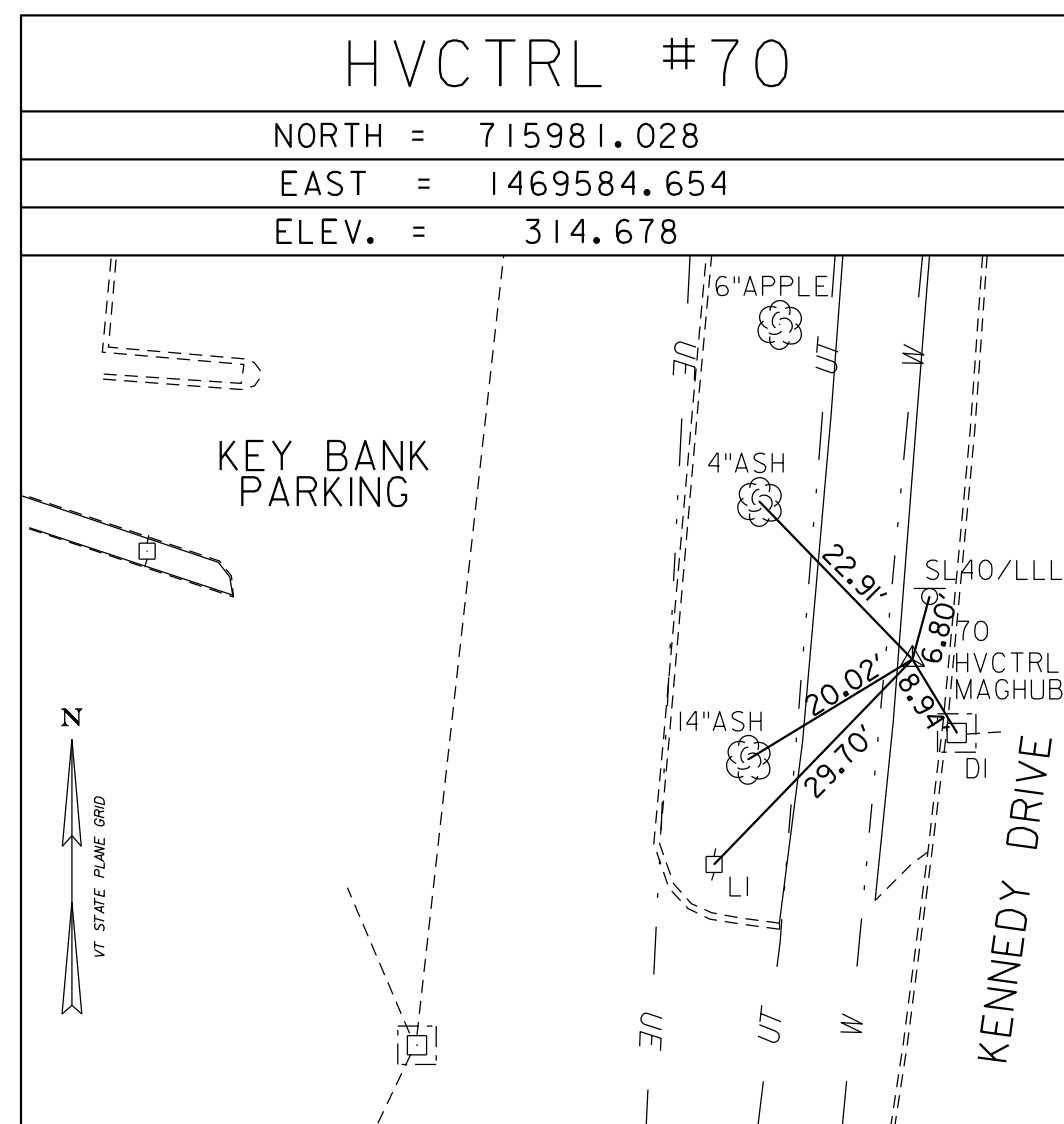 HVCTRL #70
NORTH = 715981.028
EAST = 1469584.654
ELEV. = 314.678
6"APPLE
UE
UT
W
KEY BANK
PARKING
4"ASH
22.91'
SL40/LLL
6.80'
70
HVCTRL
MAGHUB
20.02'
8.94'
14"ASH
29.70'
DI
LI
N
VT STATE PLANE GRID
KENNEDY DRIVE
UE
UT
W